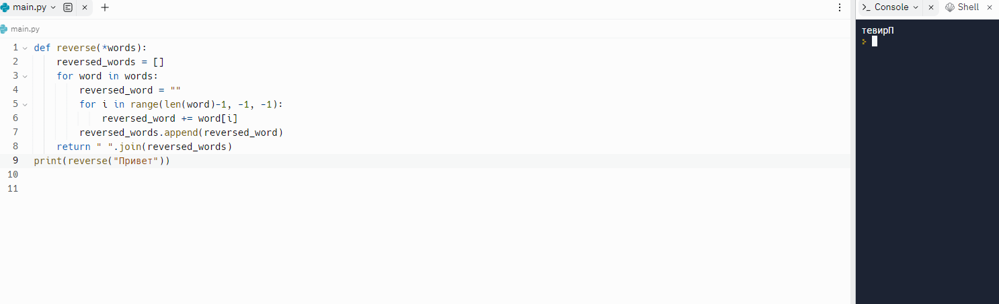 main.py
Console
Shell
main.py
1 def reverse(*words):
2     reversed_words = []
3     for word in words:
4         reversed_word = ""
5         for i in range(len(word)-1, -1, -1):
6             reversed_word += word[i]
7         reversed_words.append(reversed_word)
8     return " ".join(reversed_words)
9 print(reverse("Привет"))
10
11
тевирП